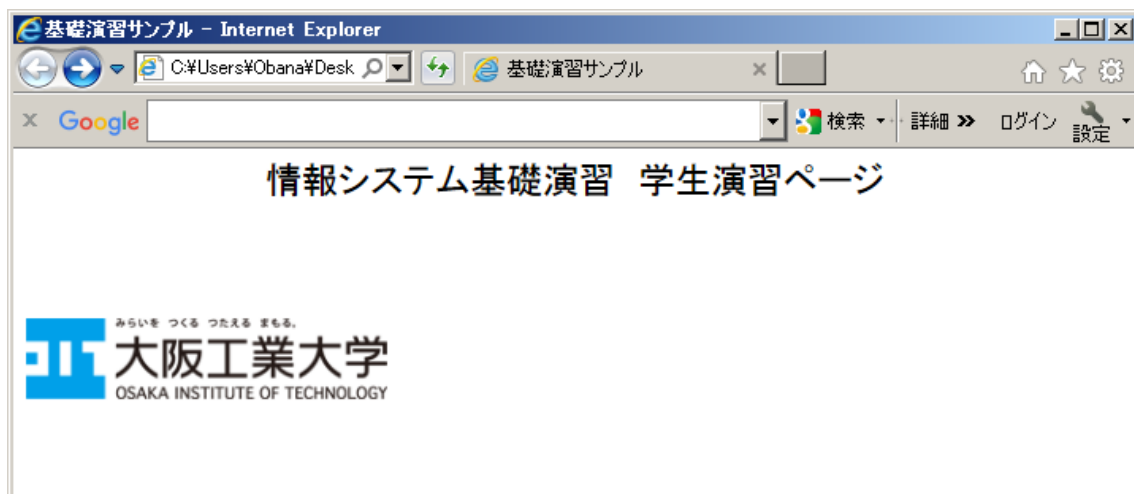 基礎演習サンプル - Internet Explorer
C:¥Users¥Obana¥Desk
基礎演習サンプル
× Google
検索
詳細 »
ログイン
設定
情報システム基礎演習　学生演習ページ
みらいを つくる つたえる まもる。
大阪工業大学
OSAKA INSTITUTE OF TECHNOLOGY